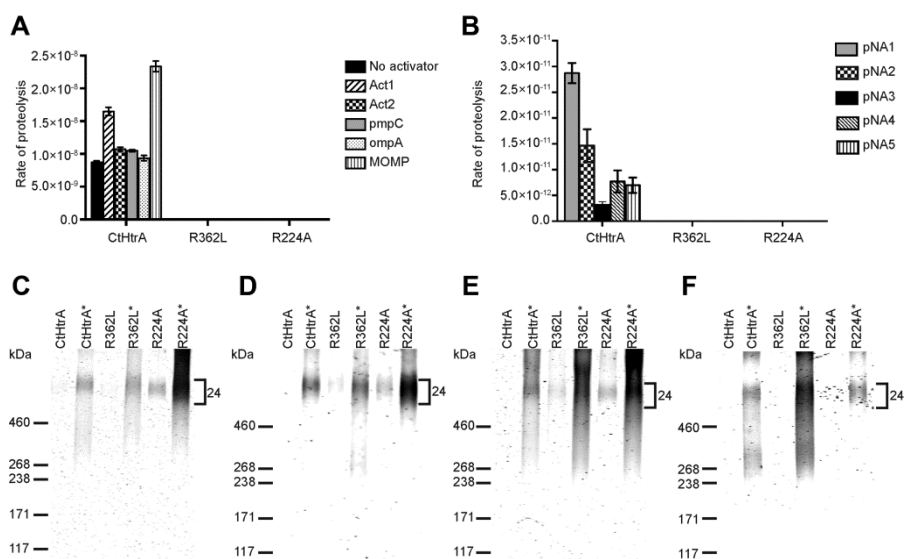 A
Rate of proteolysis
2.5×10⁻⁸
2.0×10⁻⁸
1.5×10⁻⁸
1.0×10⁻⁸
5.0×10⁻⁹
0.0
CtHtrA
R362L
R224A
No activator
Act1
Act2
pmpC
ompA
MOMP
B
Rate of proteolysis
3.5×10⁻¹¹
3.0×10⁻¹¹
2.5×10⁻¹¹
2.0×10⁻¹¹
1.5×10⁻¹¹
1.0×10⁻¹¹
5.0×10⁻¹²
0.0
CtHtrA
R362L
R224A
pNA1
pNA2
pNA3
pNA4
pNA5
C
CtHtrA
CtHtrA*
R362L
R362L*
R224A
R224A*
kDa
24
460
268
238
171
117
D
CtHtrA
CtHtrA*
R362L
R362L*
R224A
R224A*
24
E
CtHtrA
CtHtrA*
R362L
R362L*
R224A
R224A*
kDa
24
460
268
238
171
117
F
CtHtrA
CtHtrA*
R362L
R362L*
R224A
R224A*
kDa
24
460
268
238
171
117